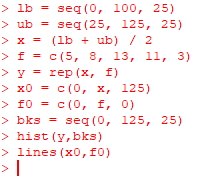 > lb = seq(0, 100, 25)
> ub = seq(25, 125, 25)
> x = (lb + ub) / 2
> f = c(5, 8, 13, 11, 3)
> y = rep(x, f)
> x0 = c(0, x, 125)
> f0 = c(0, f, 0)
> bks = seq(0, 125, 25)
> hist(y,bks)
> lines(x0,f0)
>